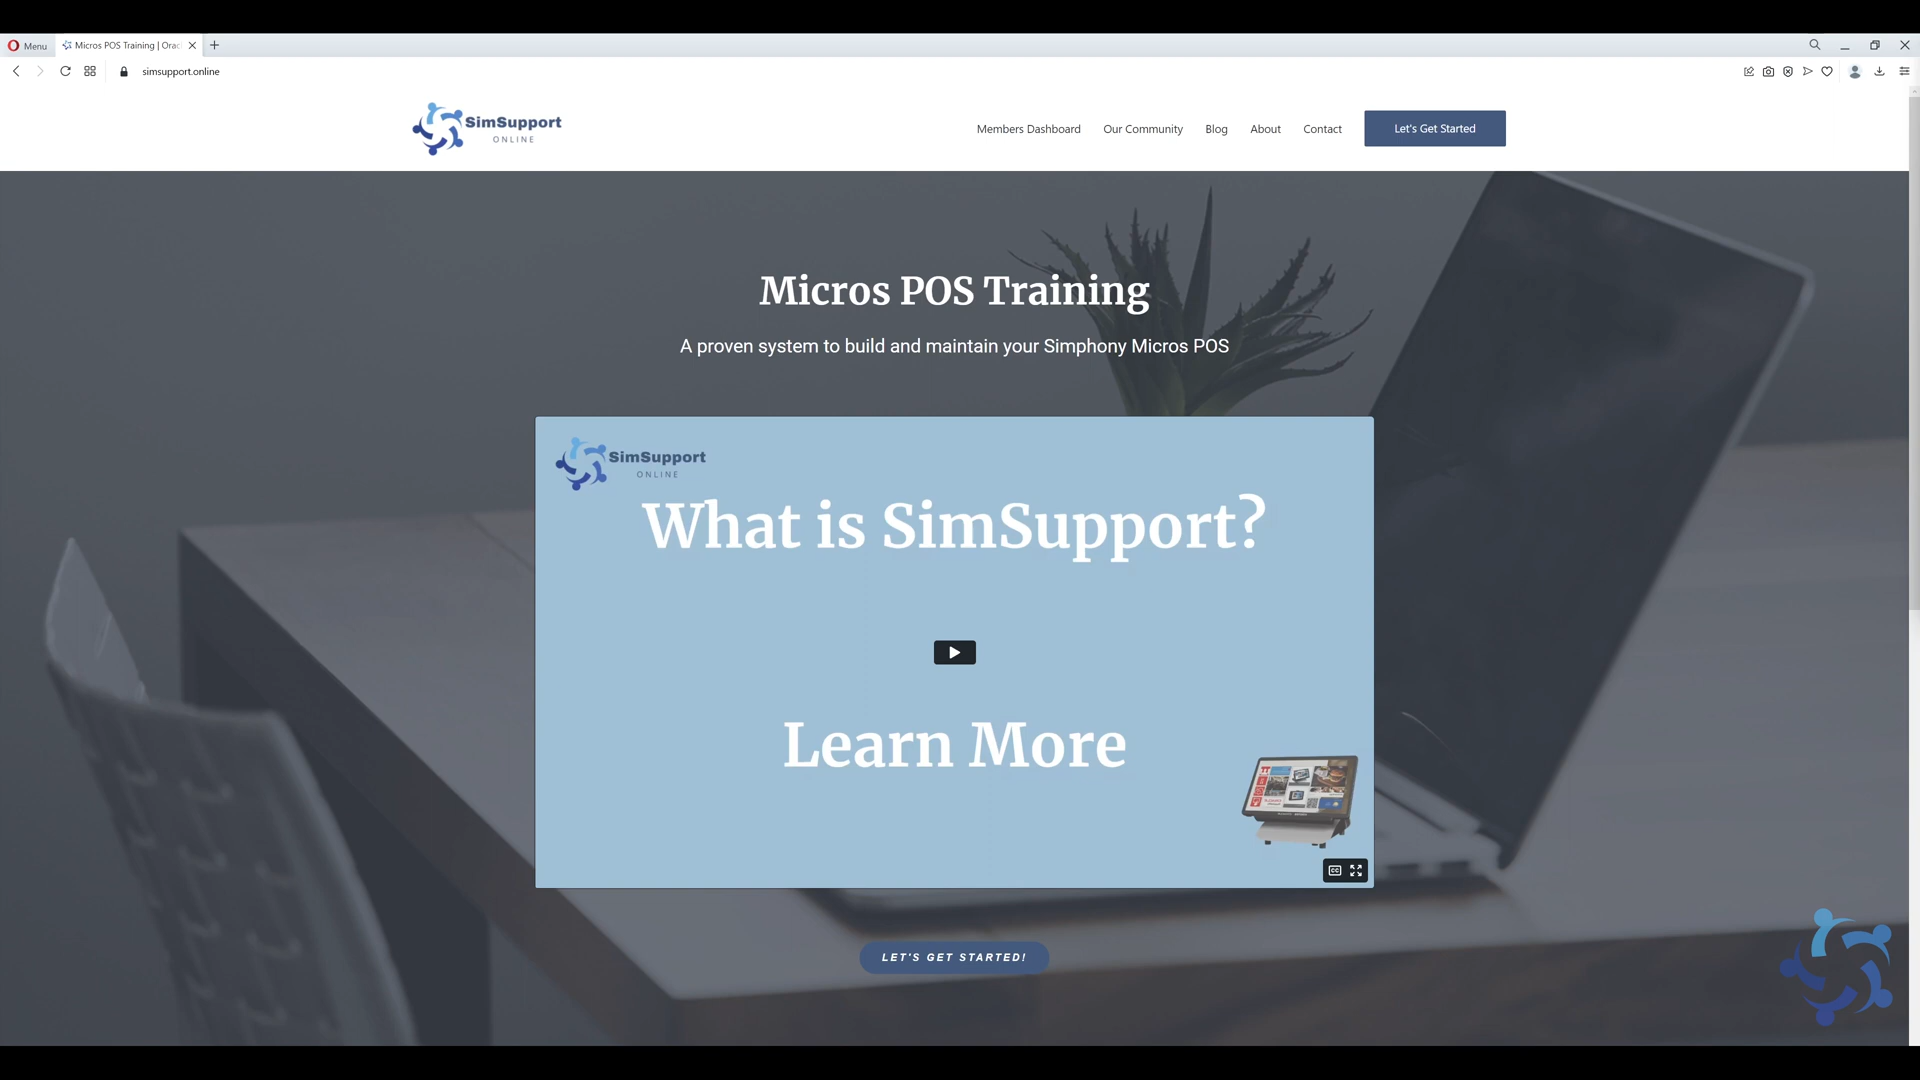 Menu
Micros POS Training | Orac
simsupport.online
SimSupport
ONLINE
Members Dashboard
Our Community
Blog
About
Contact
Let's Get Started
Micros POS Training
A proven system to build and maintain your Simphony Micros POS
SimSupport
ONLINE
What is SimSupport?
Learn More
CC
LET'S GET STARTED!